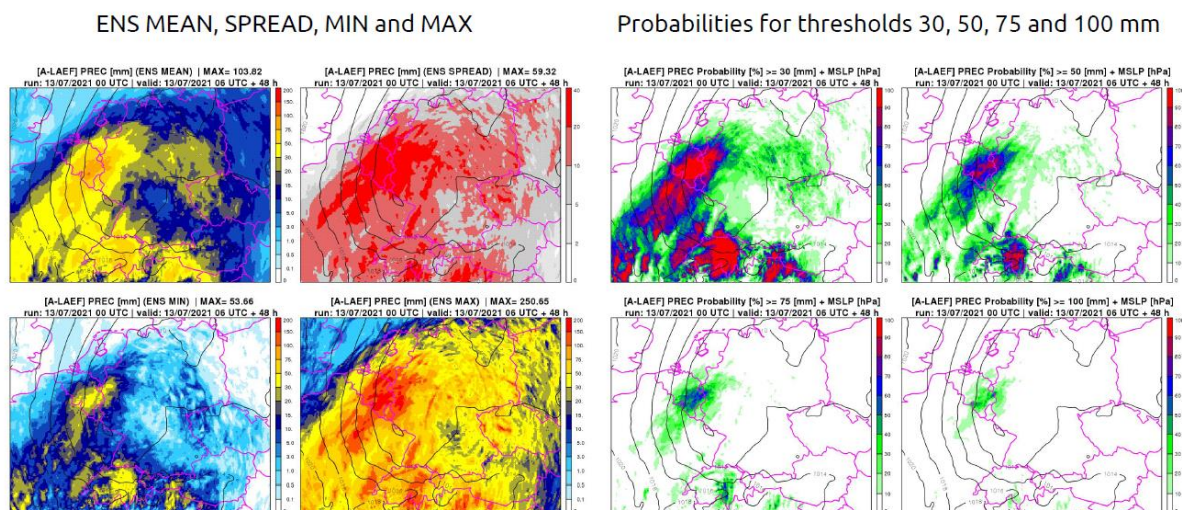 ENS MEAN, SPREAD, MIN and MAX
Probabilities for thresholds 30, 50, 75 and 100 mm
[A-LAEF] PREC [mm] (ENS MEAN) | MAX= 103.82
run: 13/07/2021 00 UTC | valid: 13/07/2021 06 UTC + 48 h
[A-LAEF] PREC [mm] (ENS SPREAD) | MAX= 59.32
run: 13/07/2021 00 UTC | valid: 13/07/2021 06 UTC + 48 h
[A-LAEF] PREC Probability [%] >= 30 [mm] + MSLP [hPa]
run: 13/07/2021 00 UTC | valid: 13/07/2021 06 UTC + 48 h
[A-LAEF] PREC Probability [%] >= 50 [mm] + MSLP [hPa]
run: 13/07/2021 00 UTC | valid: 13/07/2021 06 UTC + 48 h
[A-LAEF] PREC [mm] (ENS MIN) | MAX= 53.66
run: 13/07/2021 00 UTC | valid: 13/07/2021 06 UTC + 48 h
[A-LAEF] PREC [mm] (ENS MAX) | MAX= 250.65
run: 13/07/2021 00 UTC | valid: 13/07/2021 06 UTC + 48 h
[A-LAEF] PREC Probability [%] >= 75 [mm] + MSLP [hPa]
run: 13/07/2021 00 UTC | valid: 13/07/2021 06 UTC + 48 h
[A-LAEF] PREC Probability [%] >= 100 [mm] + MSLP [hPa]
run: 13/07/2021 00 UTC | valid: 13/07/2021 06 UTC + 48 h